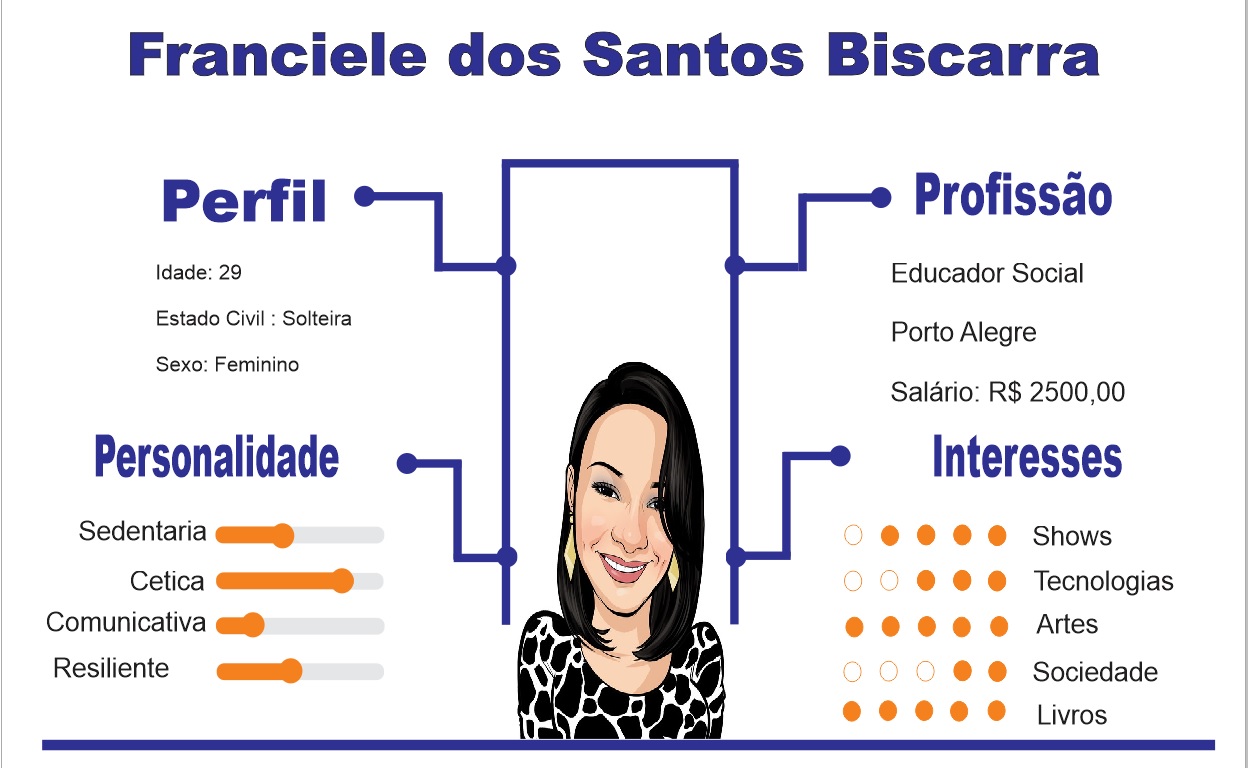 Franciele dos Santos Biscarra
Perfil
Idade: 29
Estado Civil : Solteira
Sexo: Feminino
Profissão
Educador Social
Porto Alegre
Salário: R$ 2500,00
Personalidade
Sedentaria
Cetica
Comunicativa
Resiliente
Interesses
Shows
Tecnologias
Artes
Sociedade
Livros